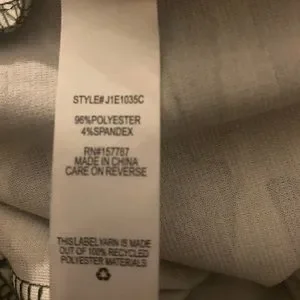 STYLE# J1E1035C
96%POLYESTER
4%SPANDEX
RN#157787
MADE IN CHINA
CARE ON REVERSE
THIS LABEL YARN IS MADE
OUT OF 100% RECYCLED
POLYESTER MATERIALS